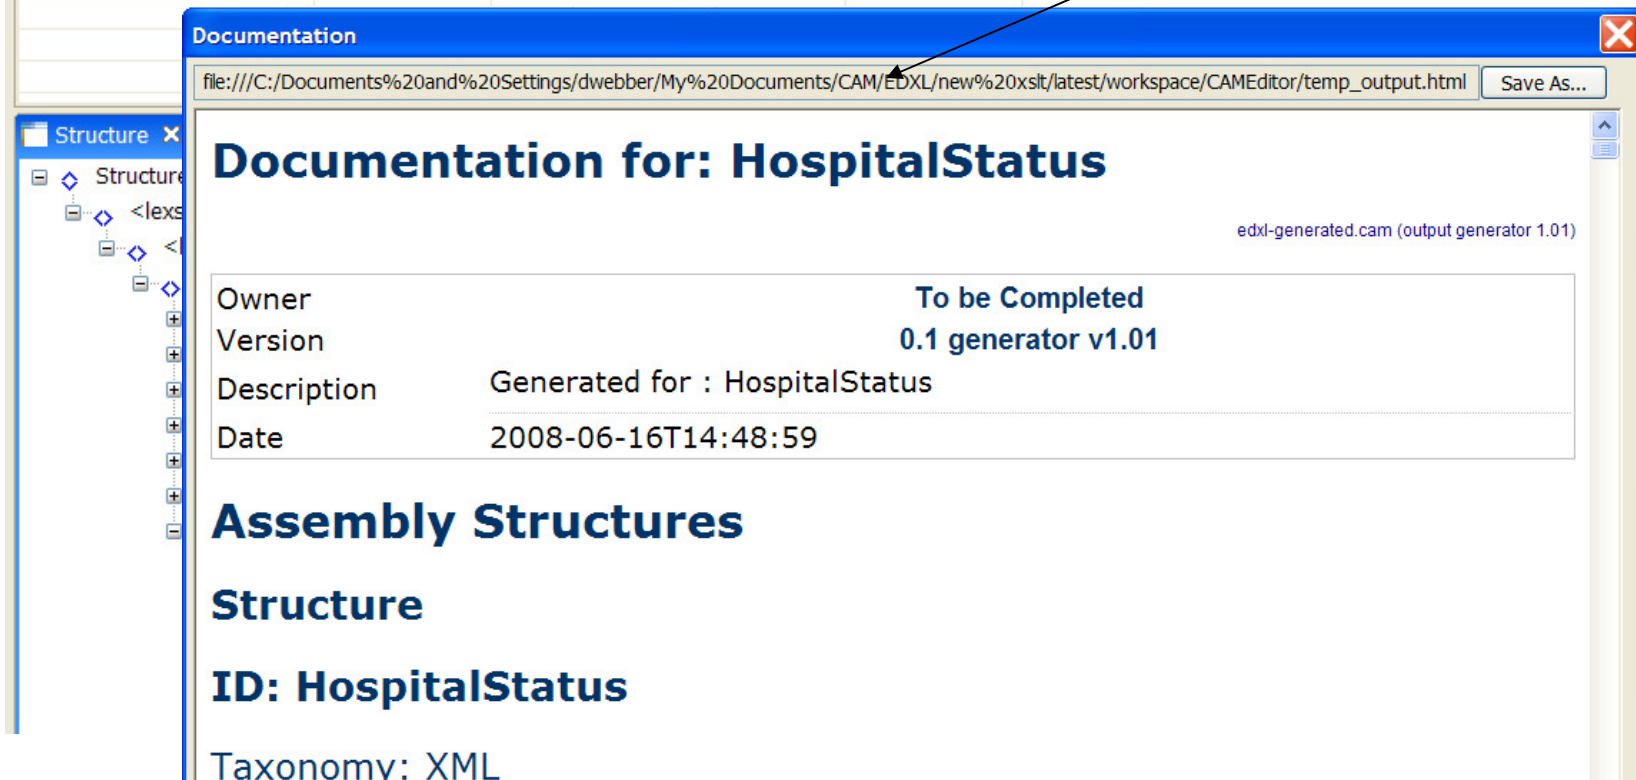 Documentation
file:///C:/Documents%20and%20Settings/dwebber/My%20Documents/CAM/EDXL/new%20xslt/latest/workspace/CAMEditor/temp_output.html Save As...
Structure
Structure
<lexs
<
Documentation for: HospitalStatus
edxl-generated.cam (output generator 1.01)
Owner To be Completed
Version 0.1 generator v1.01
Description Generated for : HospitalStatus
Date 2008-06-16T14:48:59
Assembly Structures
Structure
ID: HospitalStatus
Taxonomy: XML